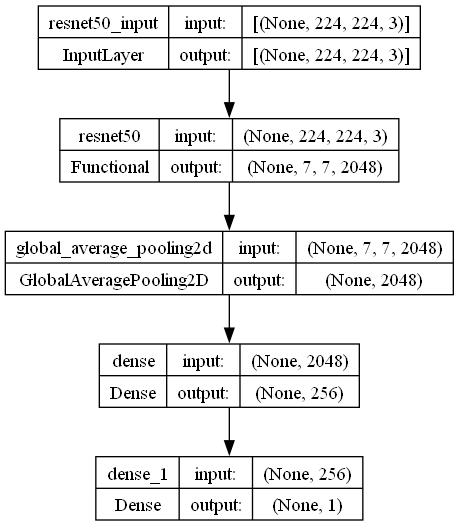 resnet50_input input: [(None, 224, 224, 3)]
InputLayer output: [(None, 224, 224, 3)]
resnet50 input: (None, 224, 224, 3)
Functional output: (None, 7, 7, 2048)
global_average_pooling2d input: (None, 7, 7, 2048)
GlobalAveragePooling2D output: (None, 2048)
dense input: (None, 2048)
Dense output: (None, 256)
dense_1 input: (None, 256)
Dense output: (None, 1)